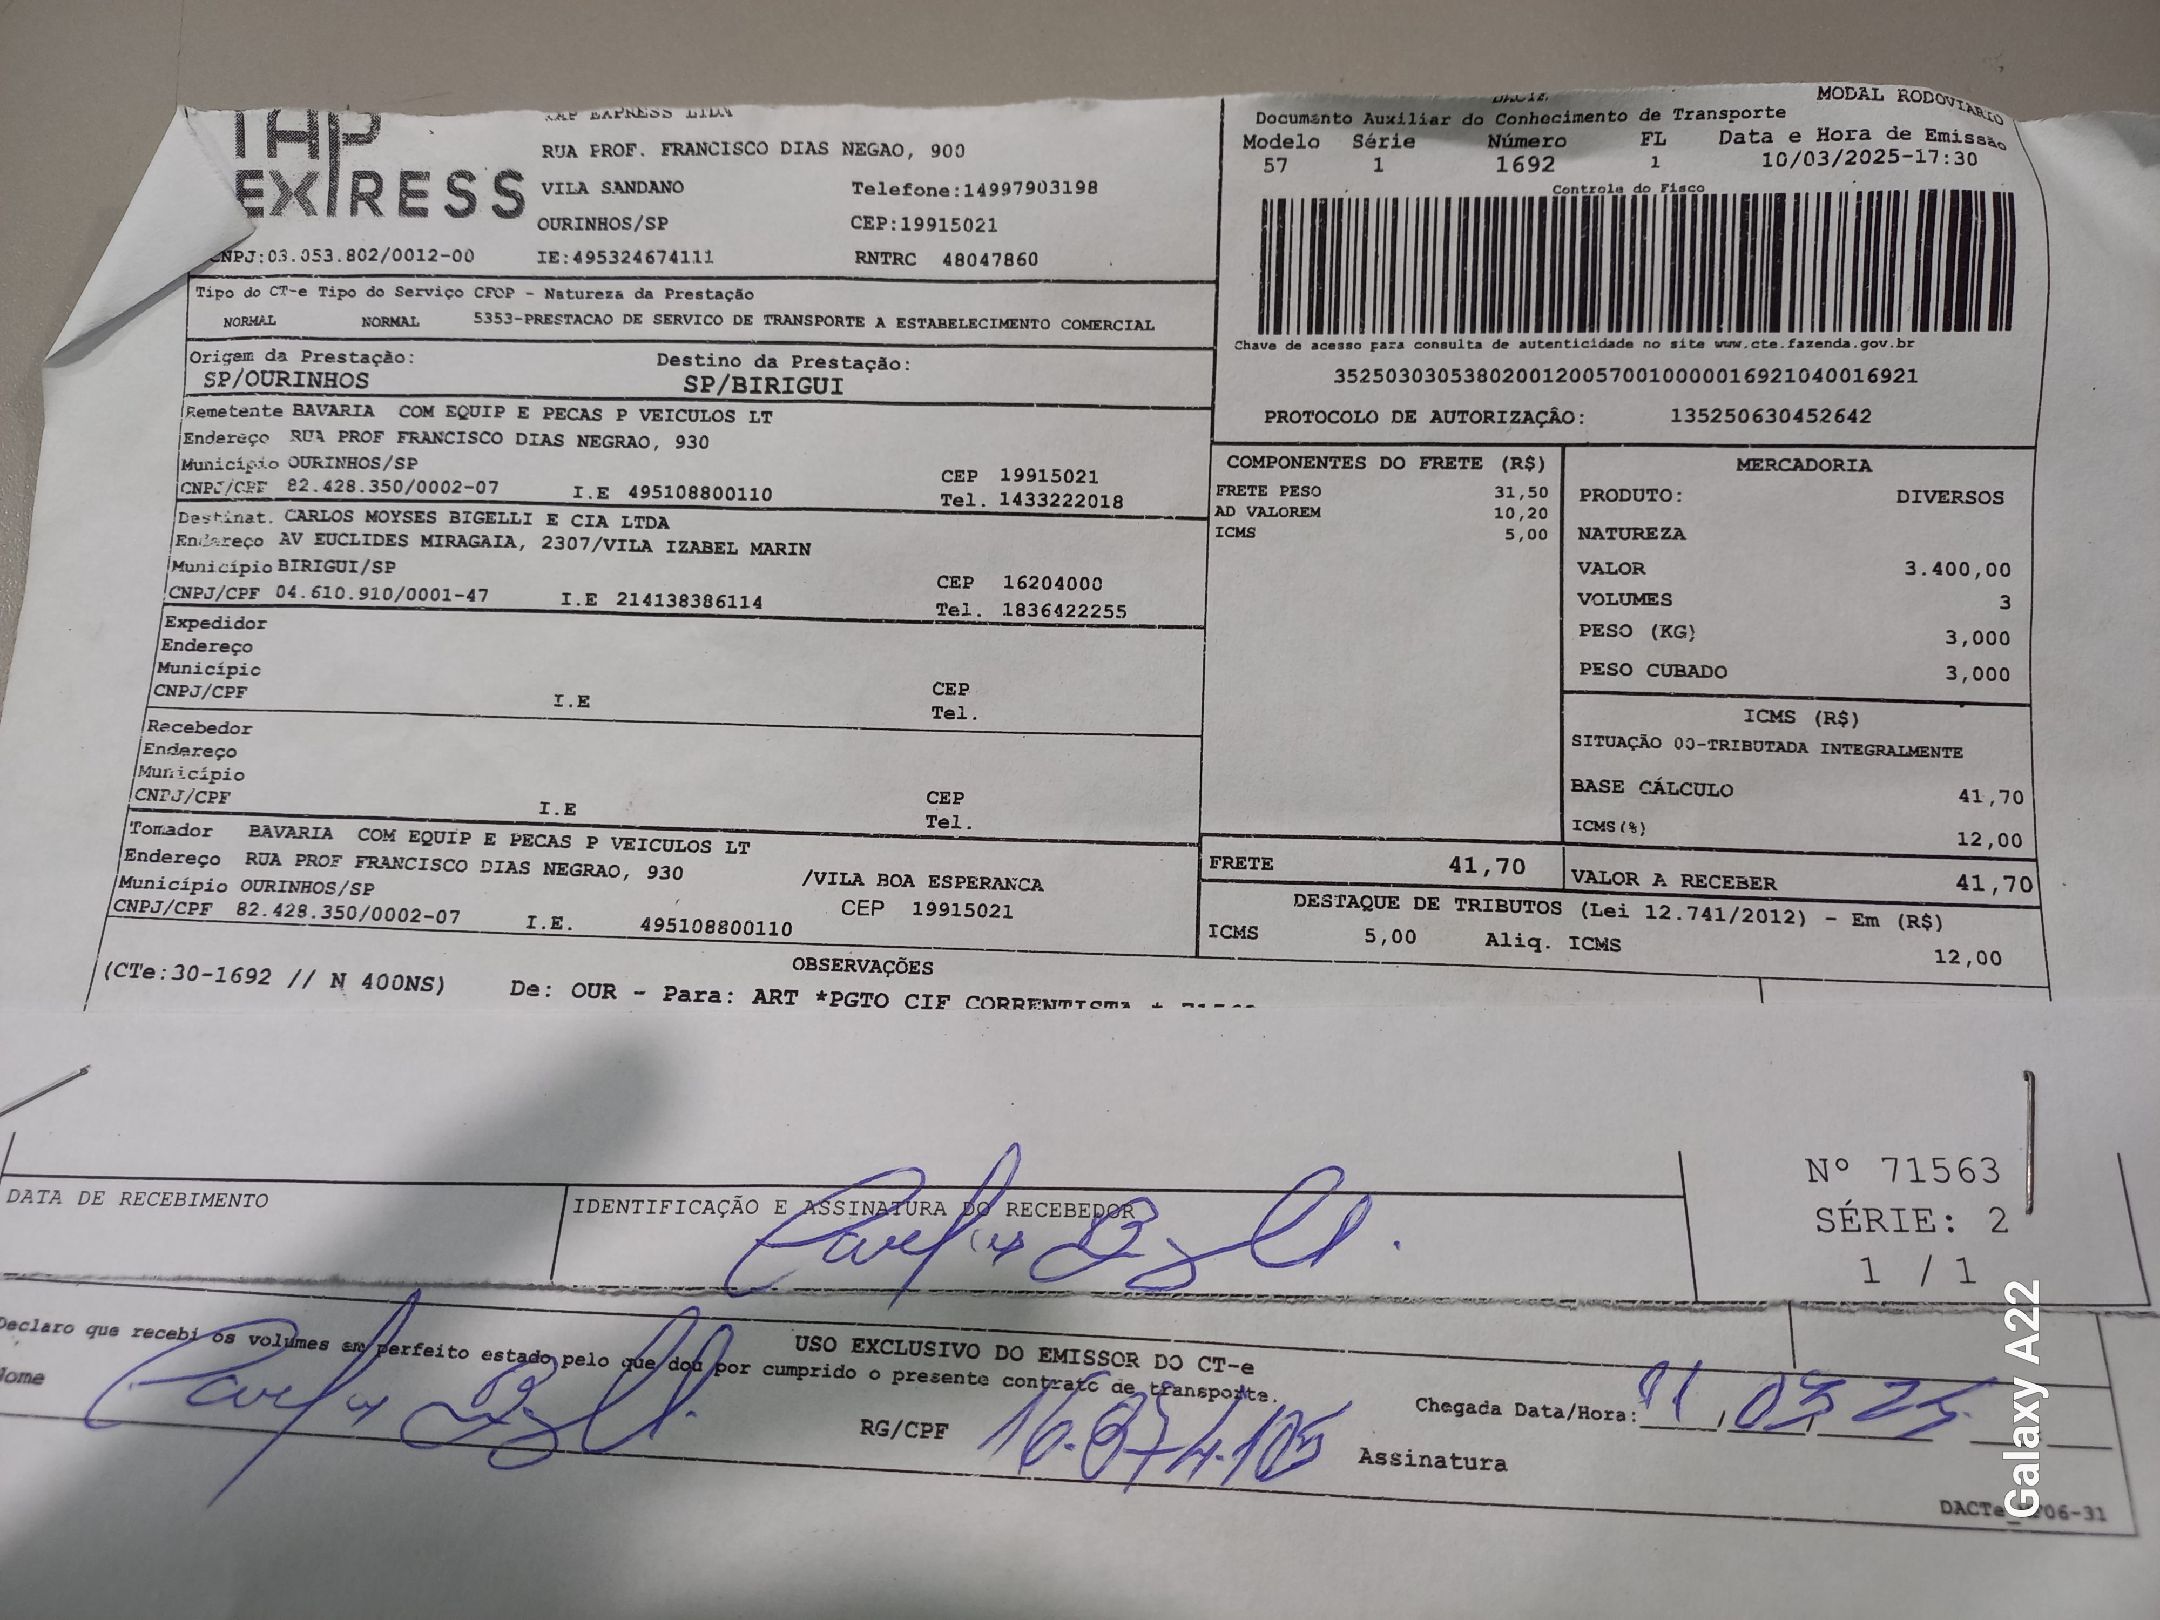 TAP
EXPRESS
TAP EXPRESS LTDA
RUA PROF. FRANCISCO DIAS NEGAO, 900
VILA SANDANO Telefone:14997903198
OURINHOS/SP CEP:19915021
CNPJ:03.053.802/0012-00 IE:495324674111 RNTRC 48047860
DACTE MODAL RODOVIARIO
Documento Auxiliar do Conhecimento de Transporte
Modelo Série Número FL Data e Hora de Emissão
57 1 1692 1 10/03/2025-17:30
Controle do Fisco
Chave de acesso para consulta de autenticidade no site www.cte.fazenda.gov.br
35250303053802001200570010000016921040016921
PROTOCOLO DE AUTORIZAÇÂO: 135250630452642
Tipo do CT-e Tipo do Serviço CFOP - Natureza da Prestação
NORMAL NORMAL 5353-PRESTACAO DE SERVICO DE TRANSPORTE A ESTABELECIMENTO COMERCIAL
Origem da Prestação: Destino da Prestação:
SP/OURINHOS SP/BIRIGUI
Remetente BAVARIA COM EQUIP E PECAS P VEICULOS LT
Endereço RUA PROF FRANCISCO DIAS NEGRAO, 930
Município OURINHOS/SP CEP 19915021
CNPJ/CPF 82.428.350/0002-07 I.E 495108800110 Tel. 1433222018
Destinat. CARLOS MOYSES BIGELLI E CIA LTDA
Endereço AV EUCLIDES MIRAGAIA, 2307/VILA IZABEL MARIN
Município BIRIGUI/SP CEP 16204000
CNPJ/CPF 04.610.910/0001-47 I.E 214138386114 Tel. 1836422255
Expedidor
Endereço
Município CEP
CNPJ/CPF I.E Tel.
Recebedor
Endereço
Município CEP
CNPJ/CPF I.E Tel.
Tomador BAVARIA COM EQUIP E PECAS P VEICULOS LT
Endereço RUA PROF FRANCISCO DIAS NEGRAO, 930 /VILA BOA ESPERANCA
Município OURINHOS/SP CEP 19915021
CNPJ/CPF 82.428.350/0002-07 I.E. 495108800110
COMPONENTES DO FRETE (R$)
FRETE PESO 31,50
AD VALOREM 10,20
ICMS 5,00
MERCADORIA
PRODUTO: DIVERSOS
NATUREZA
VALOR 3.400,00
VOLUMES 3
PESO (KG) 3,000
PESO CUBADO 3,000
ICMS (R$)
SITUAÇÃO 00-TRIBUTADA INTEGRALMENTE
BASE CÁLCULO 41,70
ICMS(%) 12,00
FRETE 41,70 VALOR A RECEBER 41,70
DESTAQUE DE TRIBUTOS (Lei 12.741/2012) - Em (R$)
ICMS 5,00 Aliq. ICMS 12,00
OBSERVAÇÕES
(CTe:30-1692 // N 400NS) De: OUR - Para: ART *PGTO CIF CORRENTISTA *
DATA DE RECEBIMENTO IDENTIFICAÇÃO E ASSINATURA DO RECEBEDOR
Nº 71563
SÉRIE: 2
1 / 1
USO EXCLUSIVO DO EMISSOR DO CT-e
Declaro que recebi os volumes em perfeito estado pelo que dou por cumprido o presente contrato de transporte.
Nome RG/CPF 16.874.105 Chegada Data/Hora: 11 03 25
Assinatura
Galaxy A22